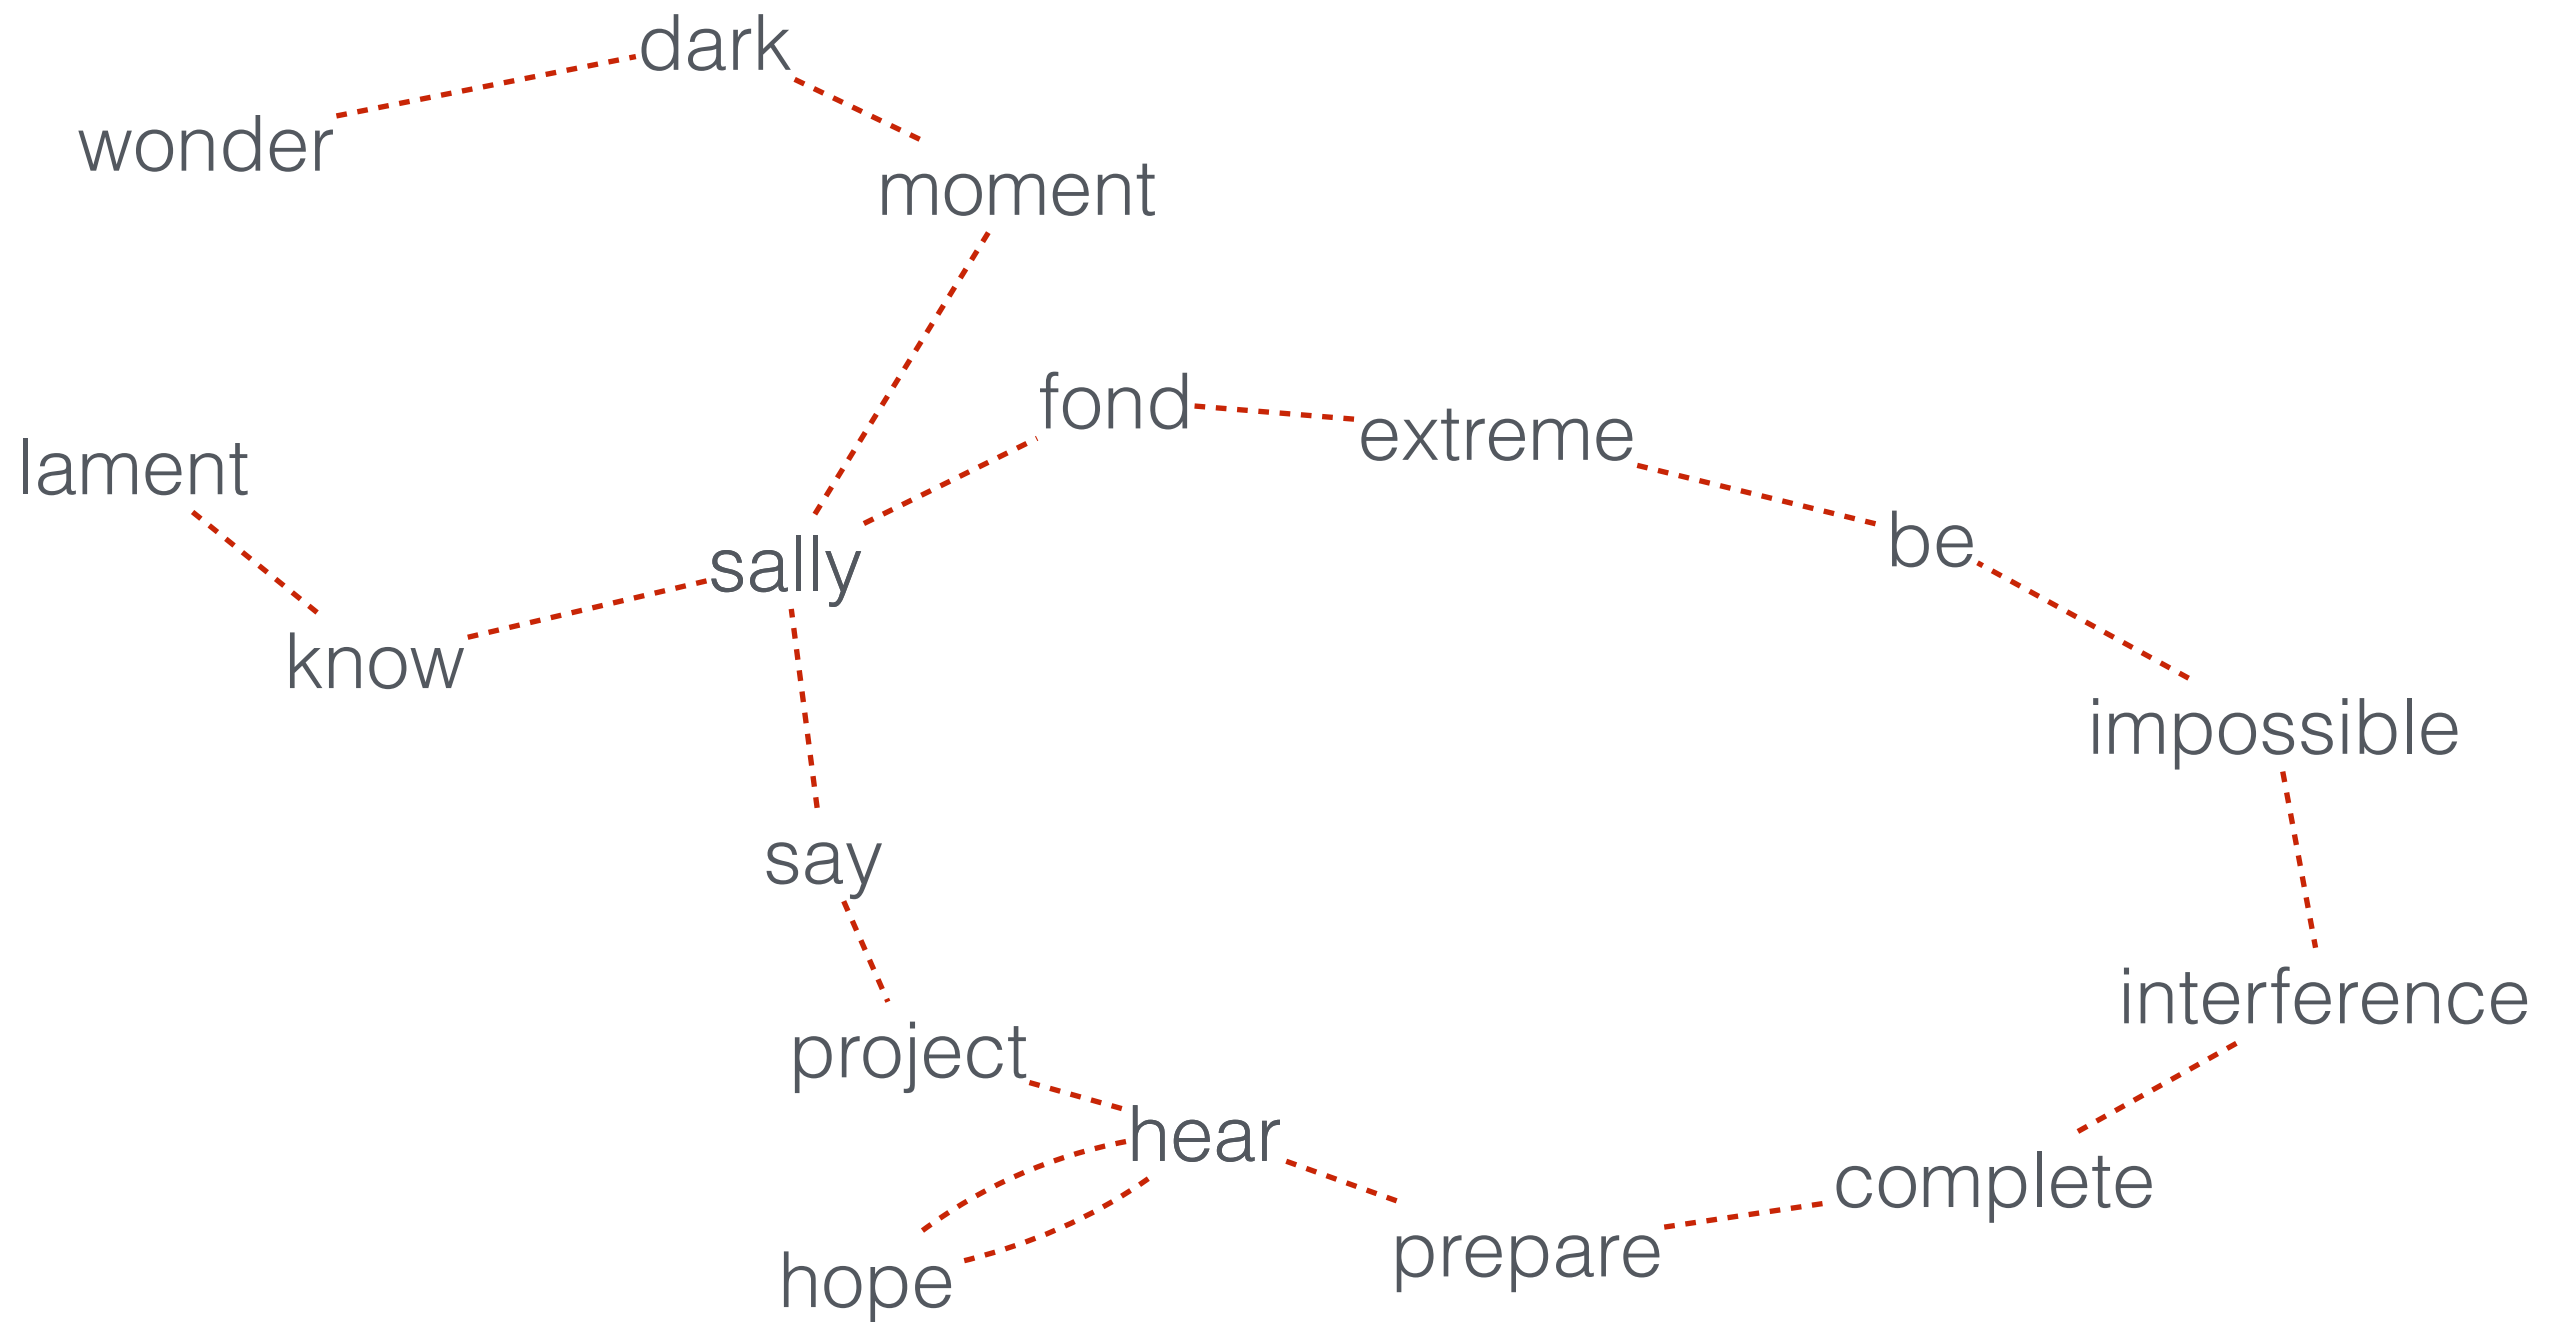 dark
wonder
moment
fond
extreme
lament
be
sally
know
impossible
say
interference
project
hear
complete
prepare
hope